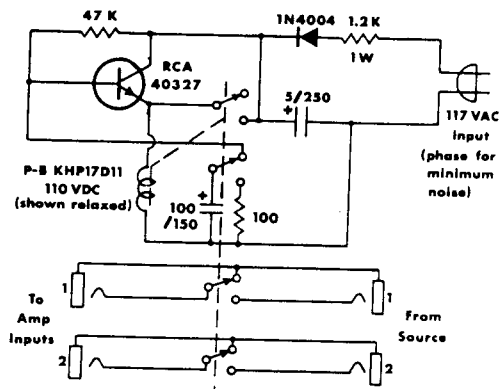 47 K
1N4004
1.2K
1W
RCA
40327
5/250
+
117 VAC
input
(phase for
minimum
noise)
P-B KHP17D11
110 VDC
(shown relaxed)
+
100
/150
100
To
Amp
Inputs
1
2
From
Source
1
2